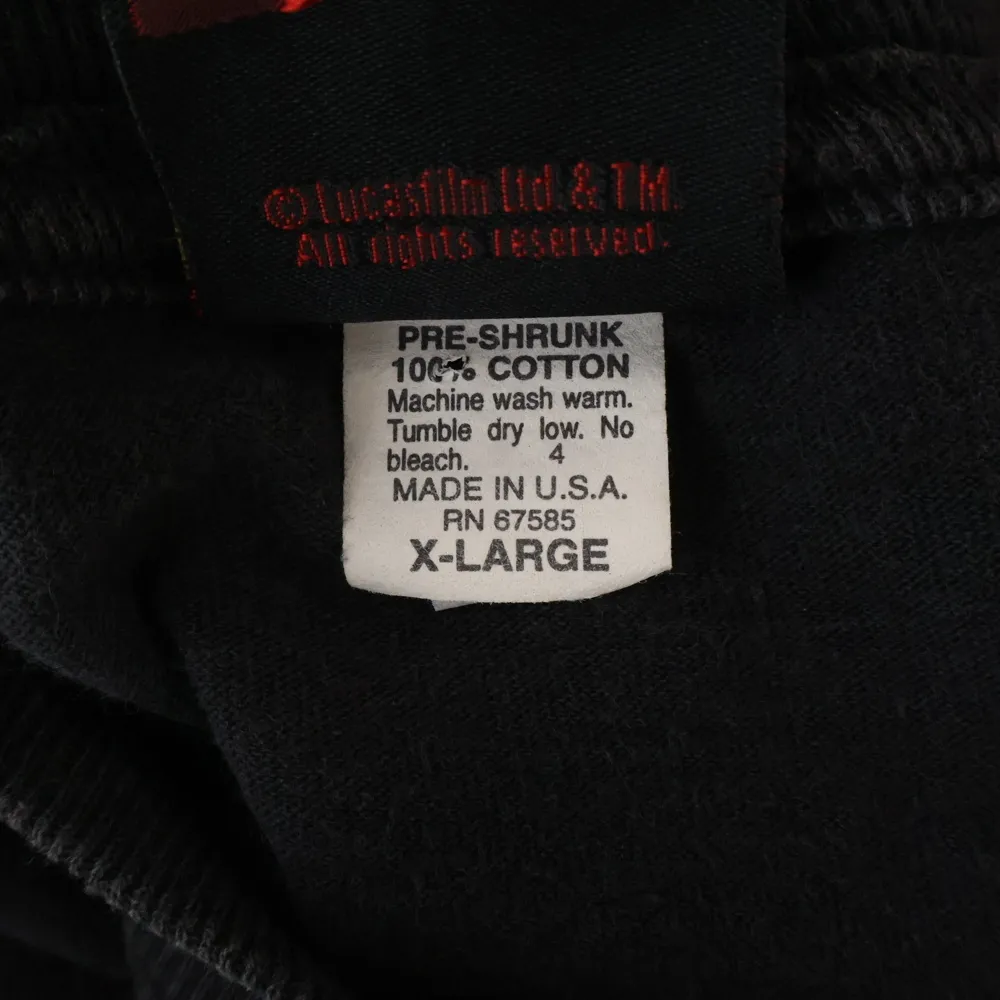 © Lucasfilm Ltd. & TM.
All rights reserved.
PRE-SHRUNK
100% COTTON
Machine wash warm.
Tumble dry low. No
bleach. 4
MADE IN U.S.A.
RN 67585
X-LARGE